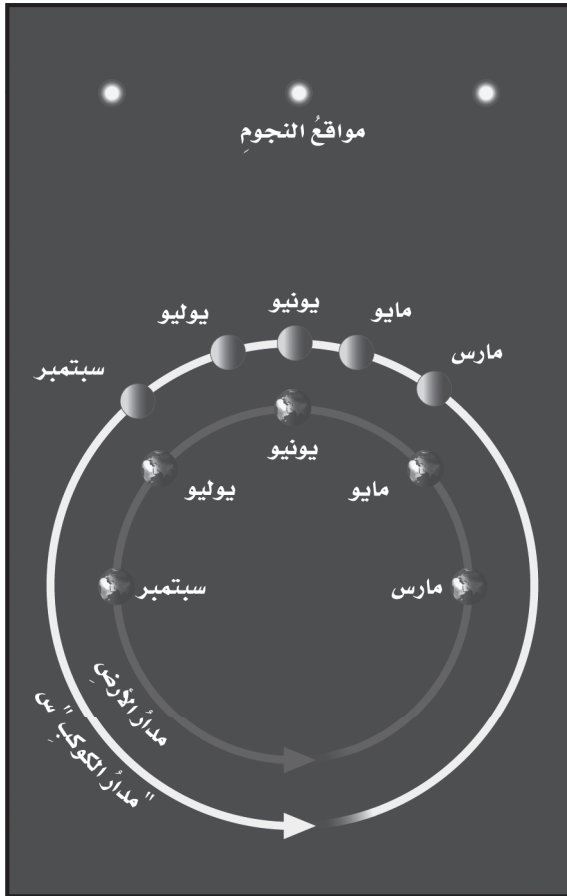 مواقعُ النجومِ
يونيو
يوليو
مايو
مارس
سبتمبر
يونيو
يوليو
مايو
سبتمبر
مارس
مدارُ الأرضِ
مدارُ الكوكبِ "س"